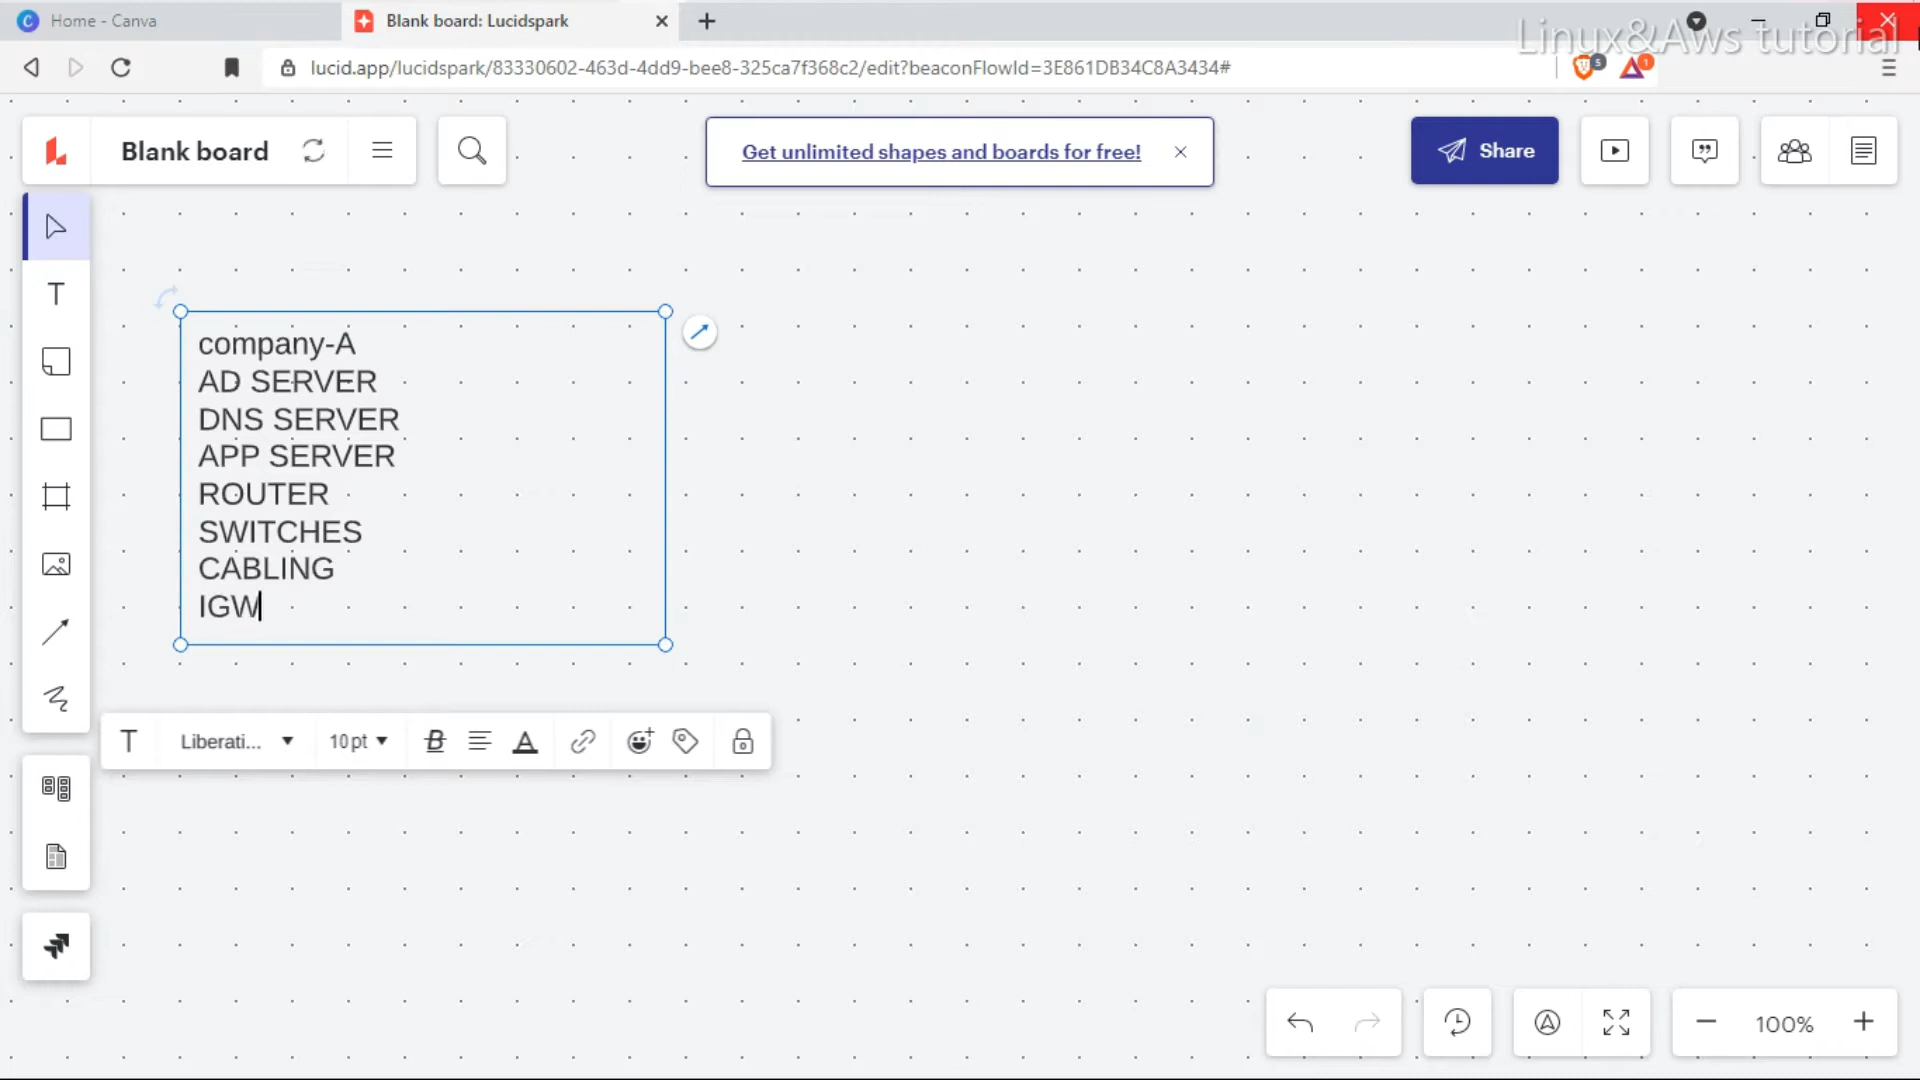 Home - Canva
Blank board: Lucidspark
Linux&Aws tutorial
lucid.app/lucidspark/83330602-463d-4dd9-bee8-325ca7f368c2/edit?beaconFlowId=3E861DB34C8A3434#
5
1
Blank board
Get unlimited shapes and boards for free!
Share
T
company-A
AD SERVER
DNS SERVER
APP SERVER
ROUTER
SWITCHES
CABLING
IGW
T Liberati... 10pt B A
100%